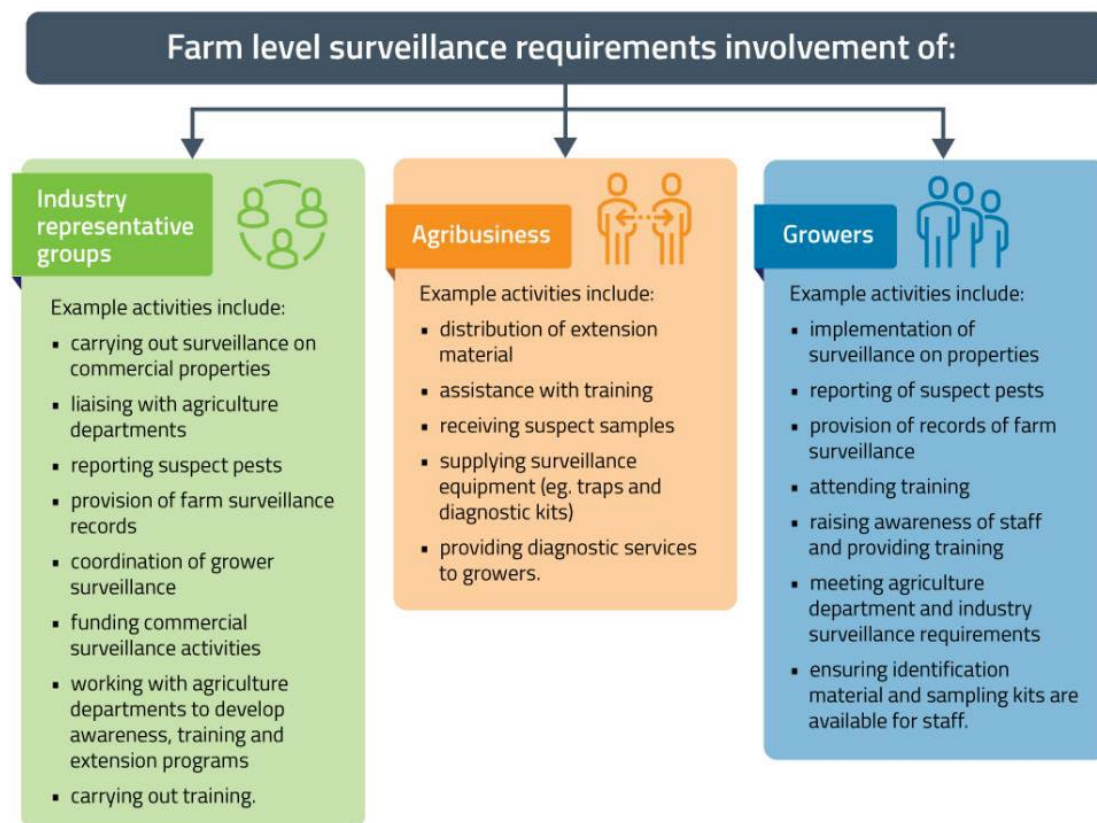 Farm level surveillance requirements involvement of:
Industry
representative
groups
Example activities include:
▪ carrying out surveillance on
commercial properties
▪ liaising with agriculture
departments
▪ reporting suspect pests
▪ provision of farm surveillance
records
▪ coordination of grower
surveillance
▪ funding commercial
surveillance activities
▪ working with agriculture
departments to develop
awareness, training and
extension programs
▪ carrying out training.
Agribusiness
Example activities include:
▪ distribution of extension
material
▪ assistance with training
▪ receiving suspect samples
▪ supplying surveillance
equipment (eg. traps and
diagnostic kits)
▪ providing diagnostic services
to growers.
Growers
Example activities include:
▪ implementation of
surveillance on properties
▪ reporting of suspect pests
▪ provision of records of farm
surveillance
▪ attending training
▪ raising awareness of staff
and providing training
▪ meeting agriculture
department and industry
surveillance requirements
▪ ensuring identification
material and sampling kits are
available for staff.